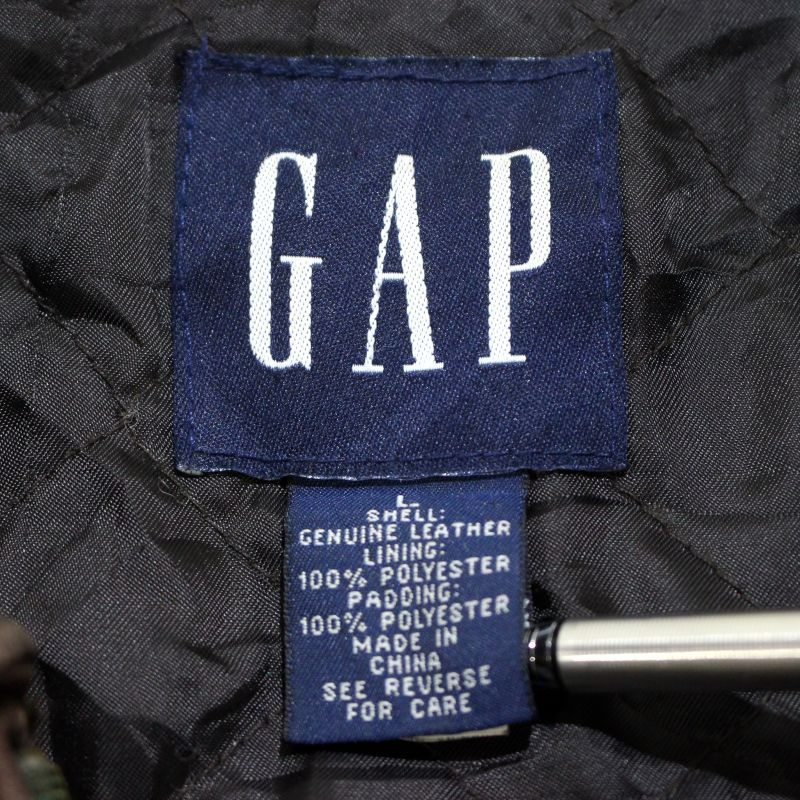 GAP
L
SHELL:
GENUINE LEATHER
LINING:
100% POLYESTER
PADDING:
100% POLYESTER
MADE IN
CHINA
SEE REVERSE
FOR CARE